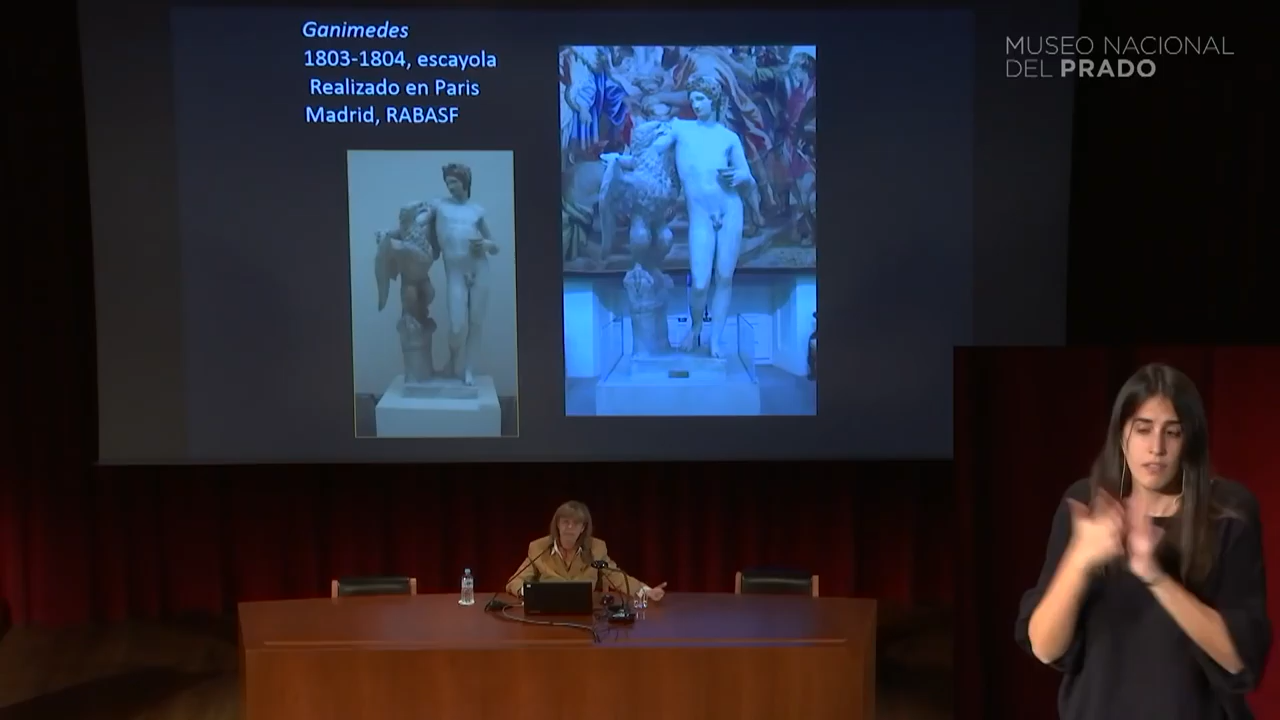 Ganimedes
1803-1804, escayola
Realizado en Paris
Madrid, RABASF
MUSEO NACIONAL
DEL PRADO